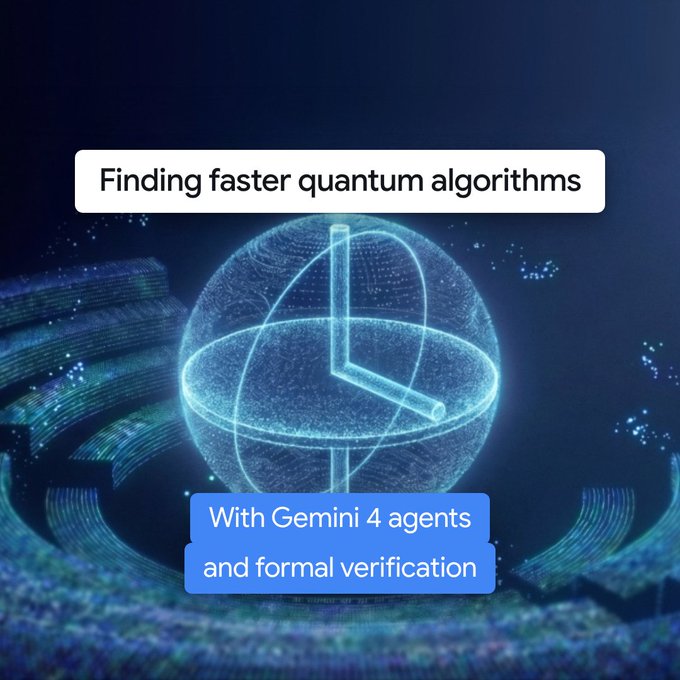 Finding faster quantum algorithms
With Gemini 4 agents
and formal verification